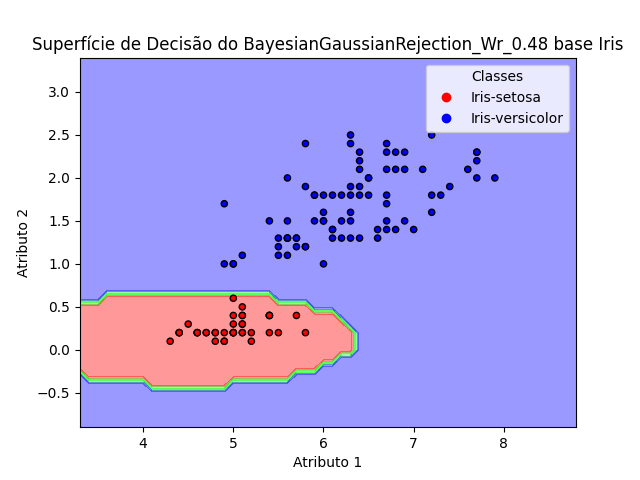 Superfície de Decisão do BayesianGaussianRejection_Wr_0.48 base Iris
Classes
Iris-setosa
Iris-versicolor
3.0
2.5
2.0
1.5
1.0
0.5
0.0
−0.5
Atributo 2
4 5 6 7 8
Atributo 1